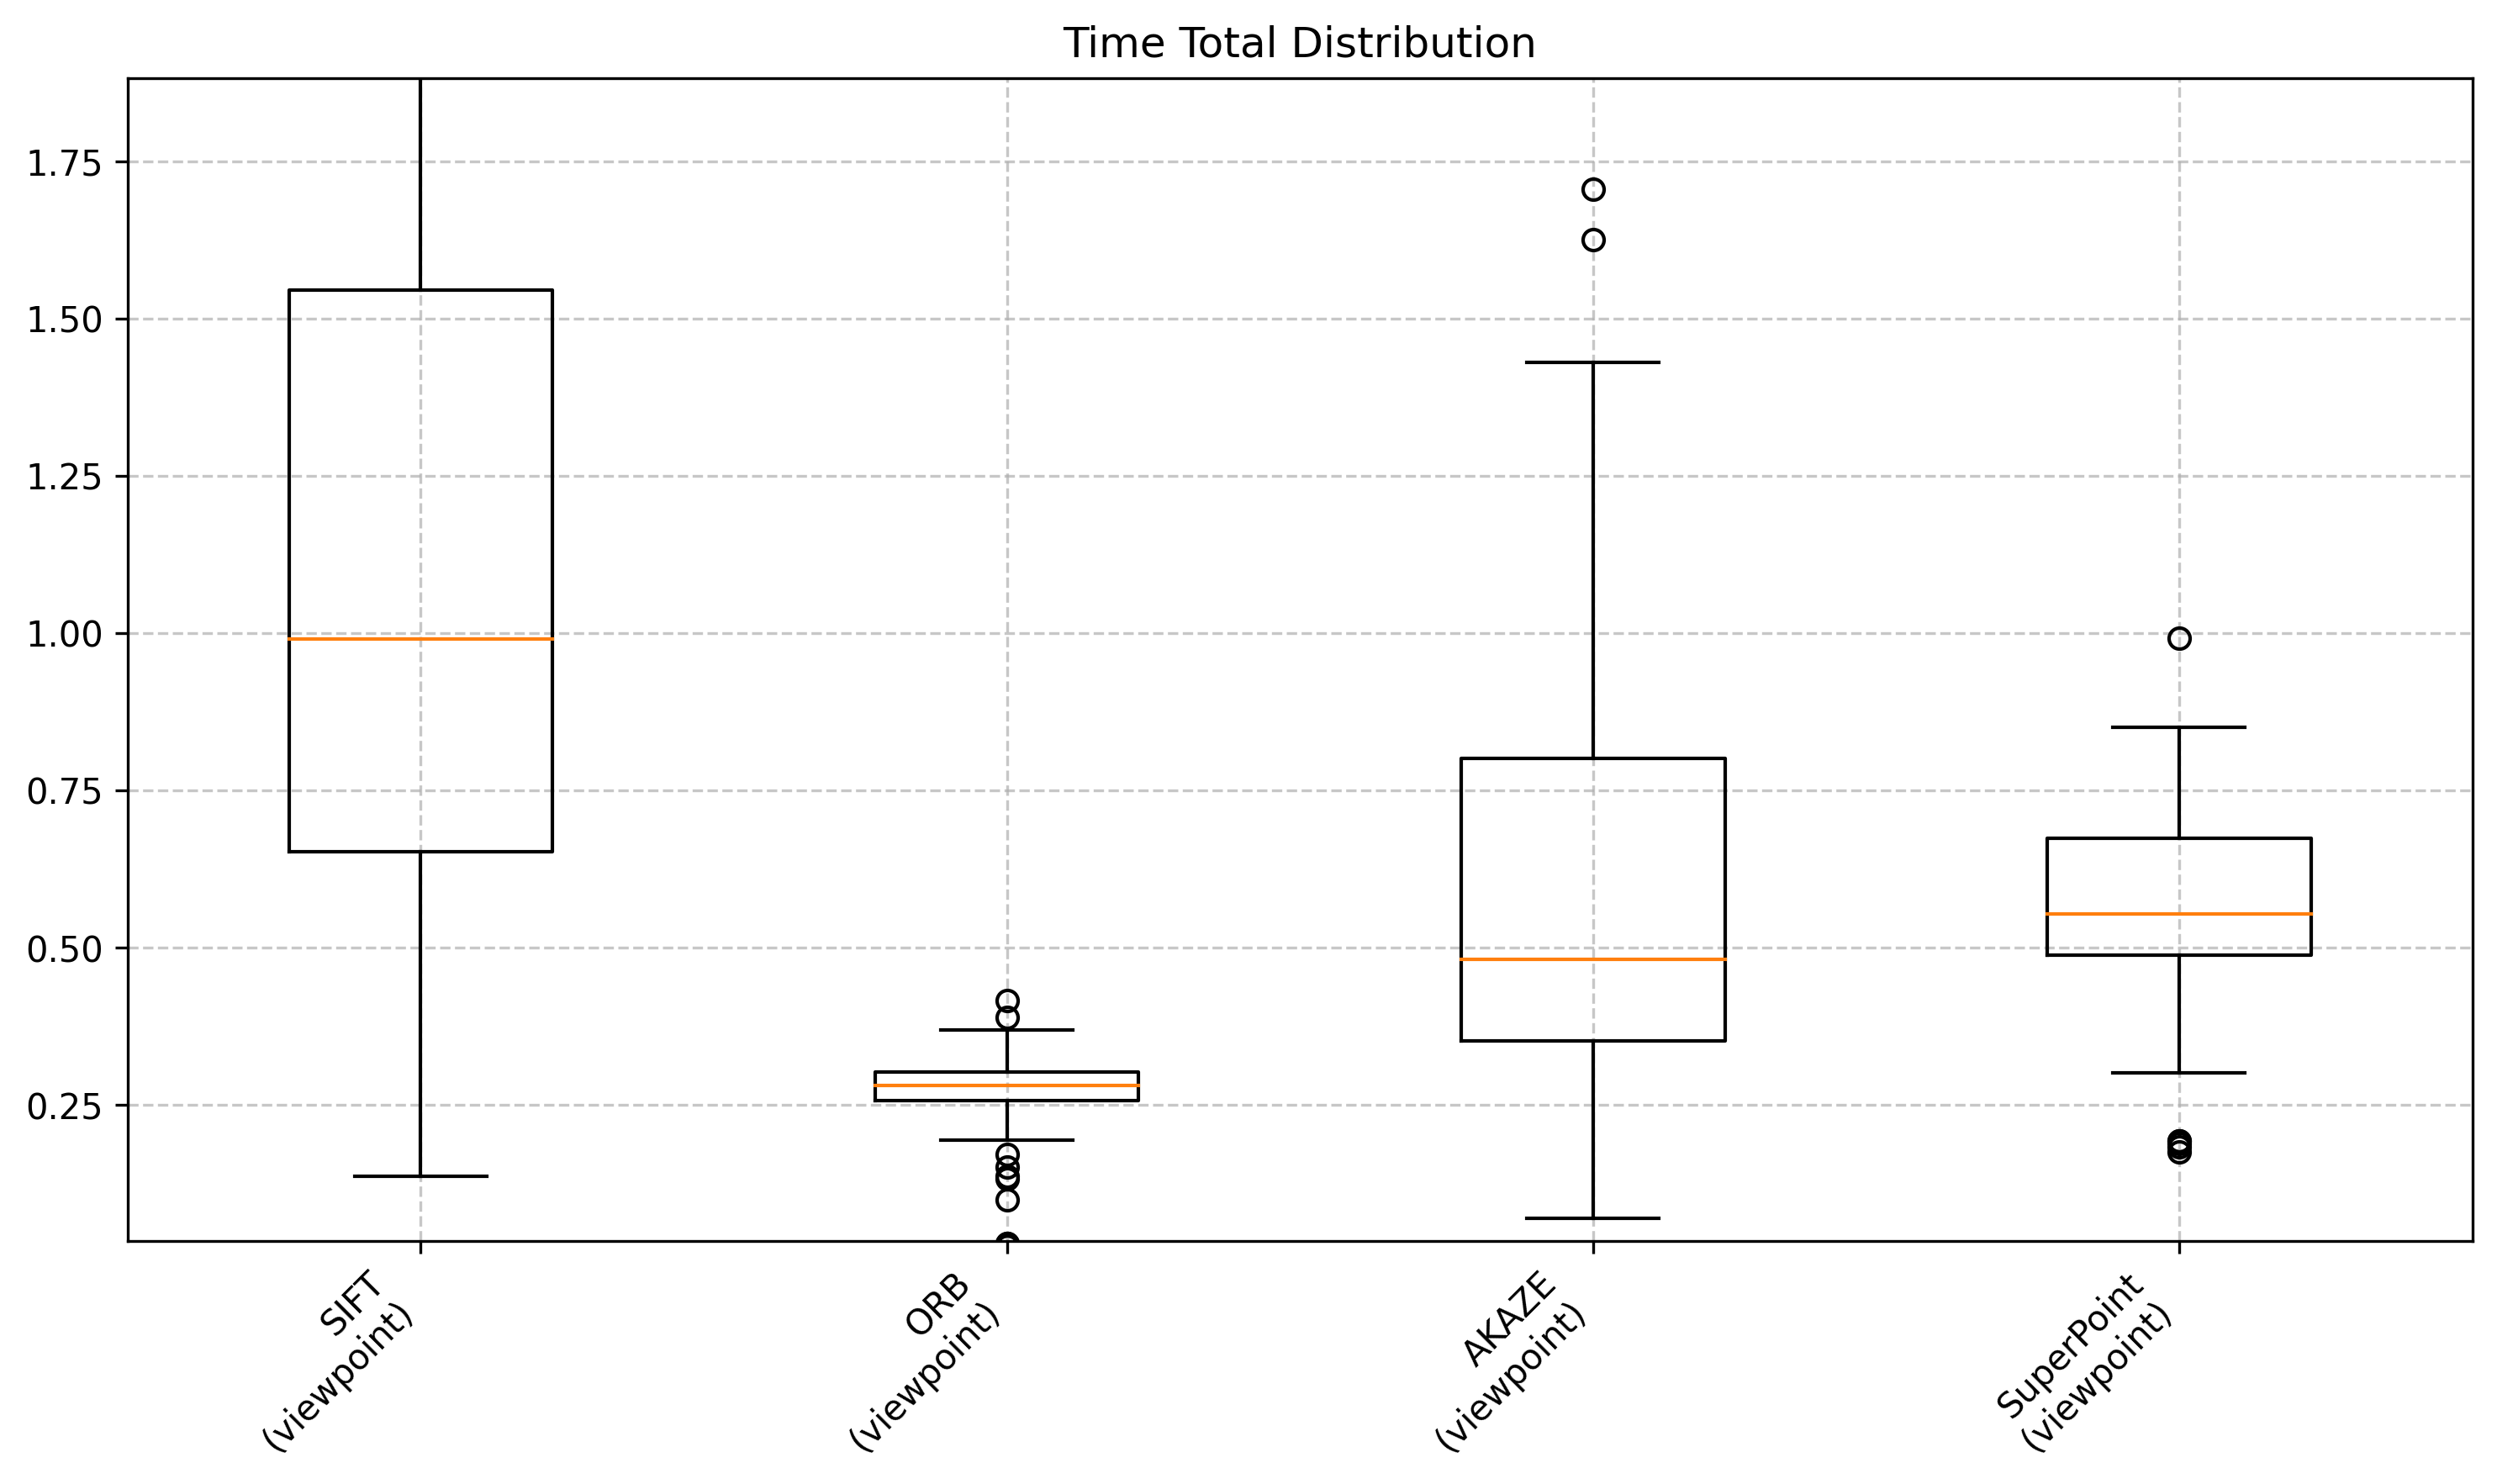 Time Total Distribution
1.75
1.50
1.25
1.00
0.75
0.50
0.25
SIFT
(viewpoint)
ORB
(viewpoint)
AKAZE
(viewpoint)
SuperPoint
(viewpoint)